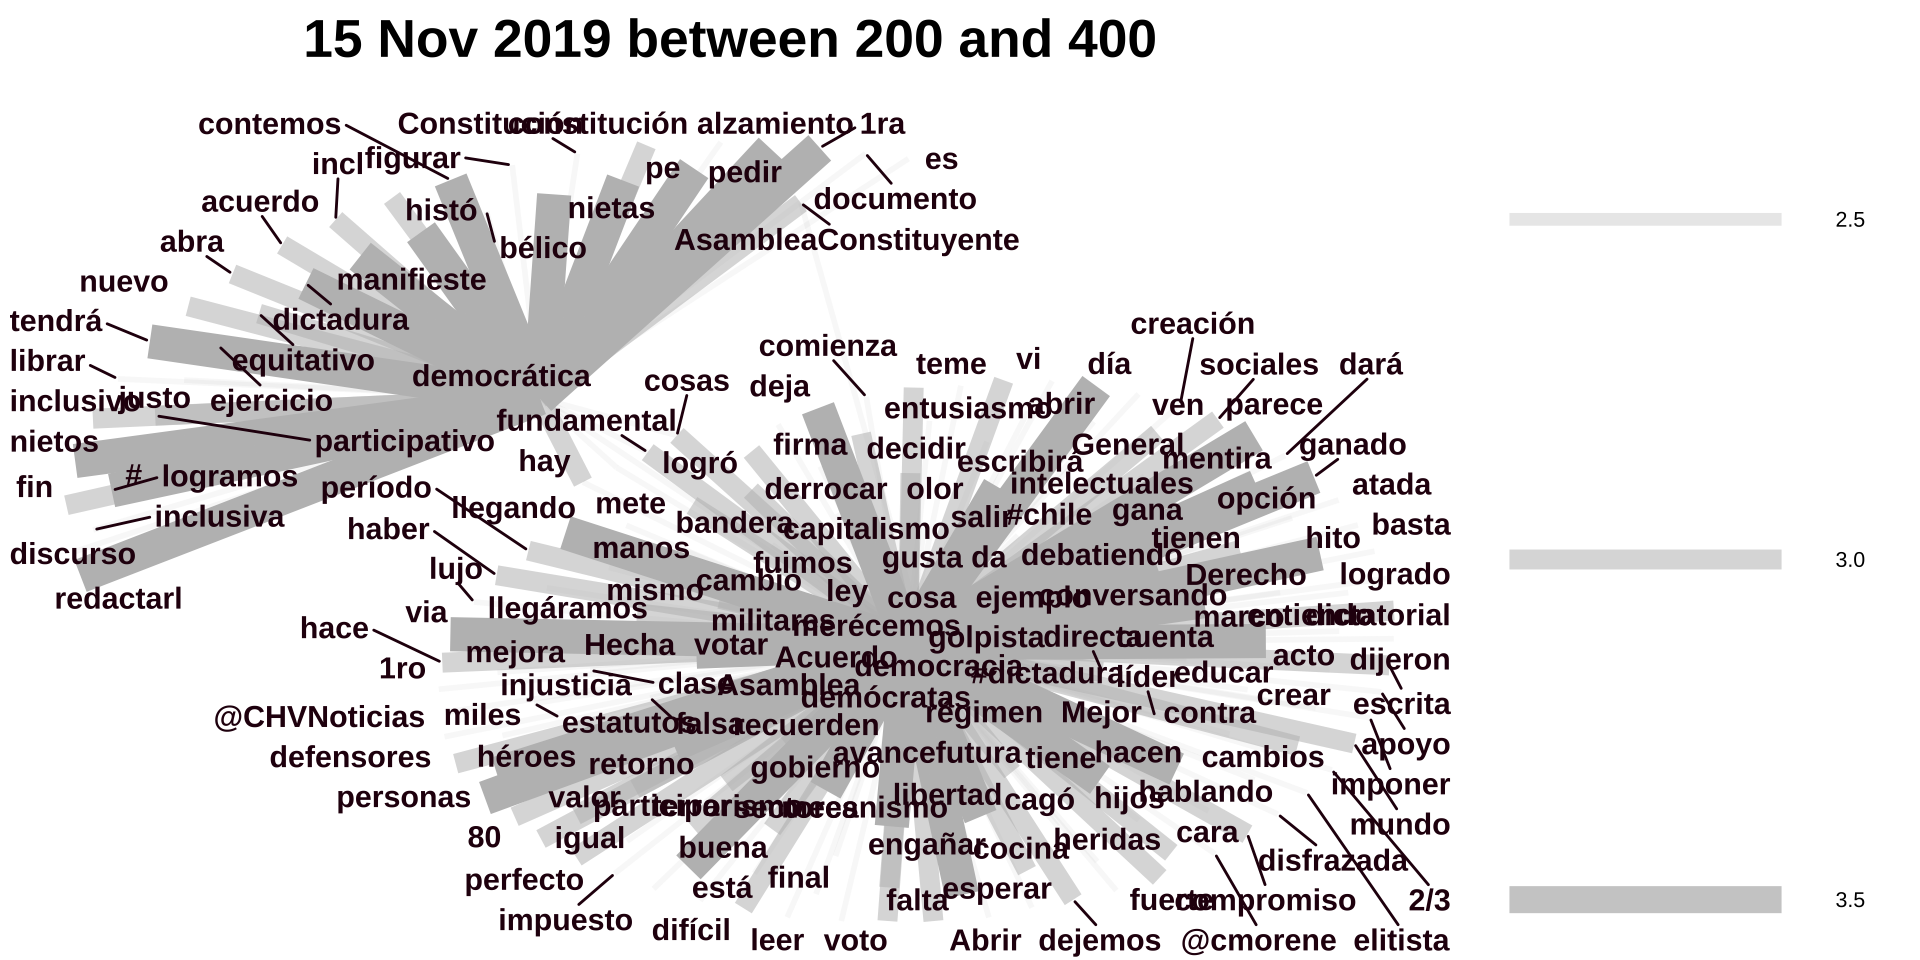 15 Nov 2019 between 200 and 400
contemos Constitución constitución alzamiento 1ra
incl figurar pe pedir es
acuerdo histó nietas documento
abra bélico AsambleaConstituyente
nuevo manifieste
tendrá dictadura creación
librar equitativo democrática comienza teme vi día sociales dará
inclusivo justo ejercicio cosas deja entusiasmo abrir ven parece
nietos participativo fundamental firma decidir General ganado
fin # logramos hay logró escribirá mentira
período derrocar olor intelectuales opción atada
inclusiva llegando mete bandera capitalismo salir #chile gana basta
discurso haber manos fuimos gusta da debatiendo tienen hito
redactarl lujo mismo cambio ley cosa ejemplo conversando Derecho logrado
via llegáramos militares merécemos marco entiendo dictatorial
hace mejora Hecha votar Acuerdo golpista directa cuenta
1ro injusticia clase Asamblea democracia #dictadura líder educar acto dijeron
@CHVNoticias miles estatutos falsa recuerden demócratas régimen Mejor contra crear escrita
defensores héroes retorno gobierno avance futura tiene hacen cambios apoyo
personas valor participar terrorismo sectores mecanismo libertad cagó hijos hablando imponer
80 igual buena engañar cocina heridas cara mundo
perfecto está final esperar disfrazada
impuesto falta fuerte compromiso 2/3
difícil leer voto Abrir dejemos @cmorene elitista
2.5
3.0
3.5